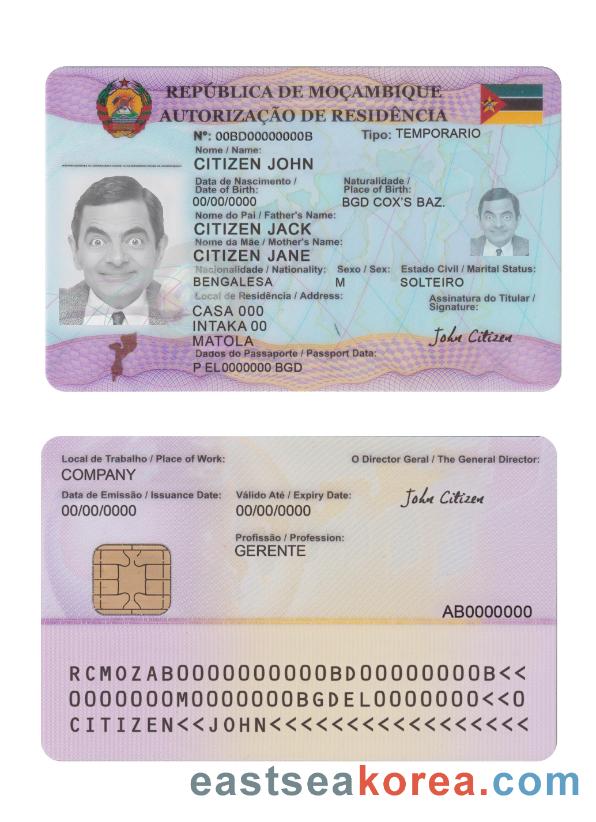 REPÚBLICA DE MOÇAMBIQUE
AUTORIZAÇÃO DE RESIDÊNCIA
Nº: 00BD00000000B Tipo: TEMPORARIO
Nome / Name:
CITIZEN JOHN
Data de Nascimento / Naturalidade /
Date of Birth: Place of Birth:
00/00/0000 BGD COX'S BAZ.
Nome do Pai / Father's Name:
CITIZEN JACK
Nome da Mãe / Mother's Name:
CITIZEN JANE
Nacionalidade / Nationality: Sexo / Sex: Estado Civil / Marital Status:
BENGALESA M SOLTEIRO
Local de Residência / Address: Assinatura do Titular /
Signature:
CASA 000
INTAKA 00
MATOLA John Citizen
Dados do Passaporte / Passport Data:
P EL0000000 BGD
Local de Trabalho / Place of Work: O Director Geral / The General Director:
COMPANY
Data de Emissão / Issuance Date: Válido Até / Expiry Date: John Citizen
00/00/0000 00/00/0000
Profissão / Profession:
GERENTE
AB0000000
RCMOZAB0000000000BD00000000B<<
0000000M0000000BGDEL0000000<<0
CITIZEN<<JOHN<<<<<<<<<<<<<<<<<
eastseakorea.com